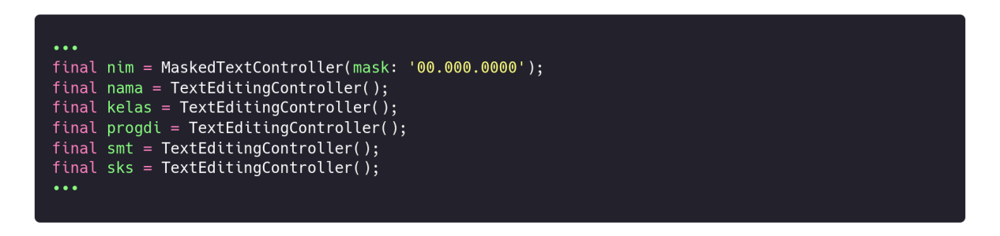 •••
final nim = MaskedTextController(mask: '00.000.0000');
final nama = TextEditingController();
final kelas = TextEditingController();
final progdi = TextEditingController();
final smt = TextEditingController();
final sks = TextEditingController();
•••